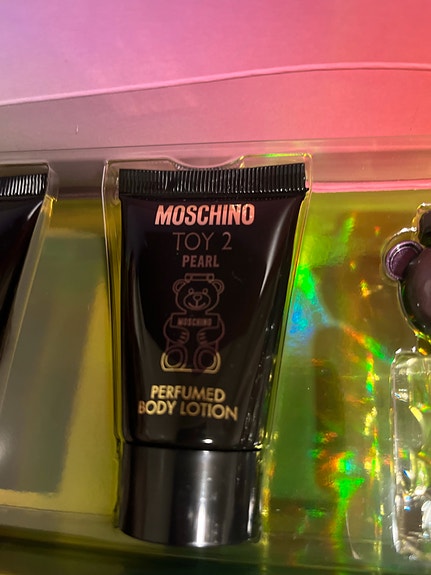 MOSCHINO
TOY 2
PEARL
MOSCHINO
PERFUMED
BODY LOTION